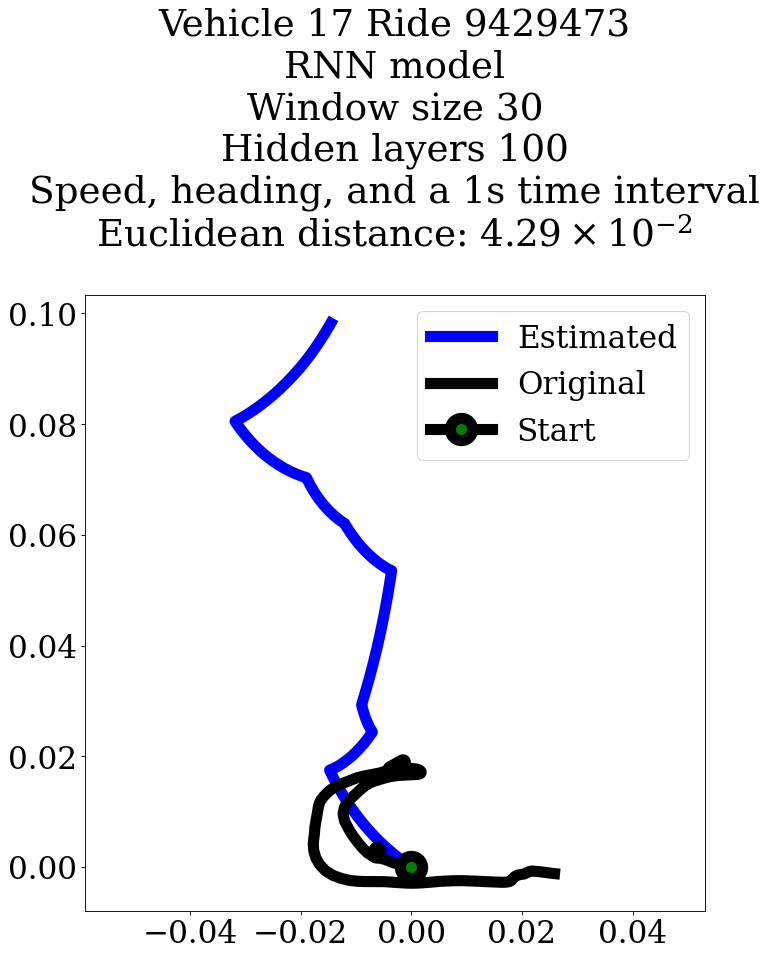 Vehicle 17 Ride 9429473
RNN model
Window size 30
Hidden layers 100
Speed, heading, and a 1s time interval
Euclidean distance: 4.29 × 10⁻²
Estimated
Original
Start
0.10
0.08
0.06
0.04
0.02
0.00
−0.04 −0.02 0.00 0.02 0.04